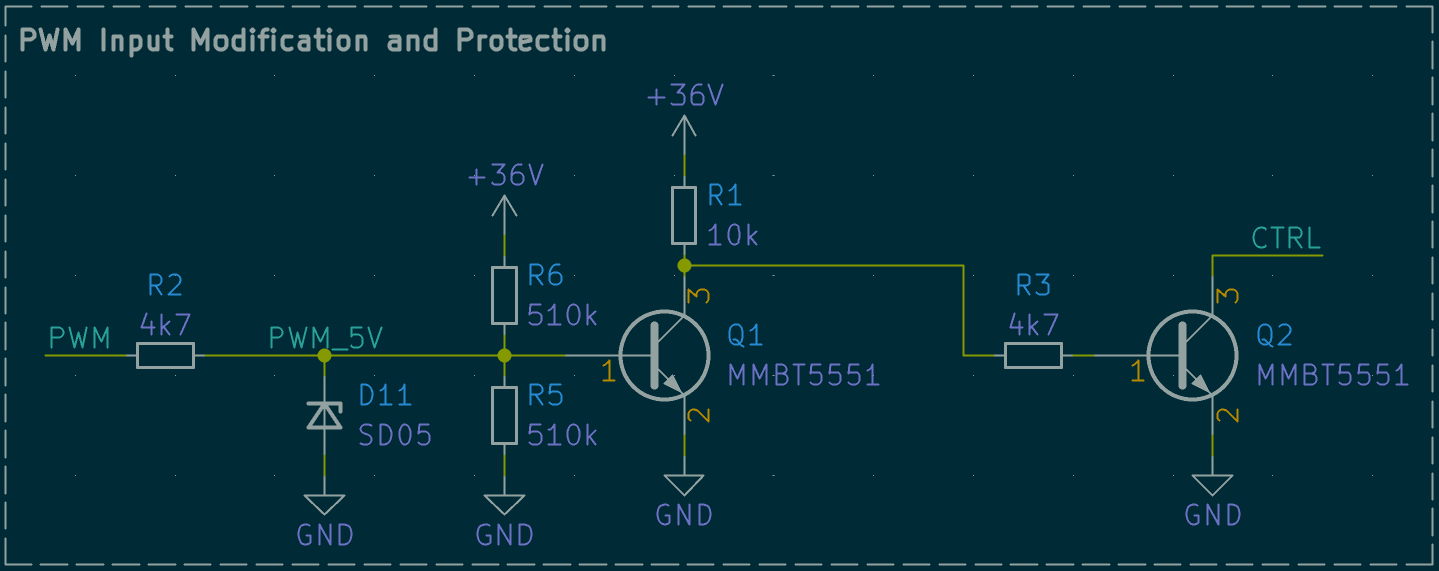 PWM Input Modification and Protection
+36V
+36V
R1
10k
CTRL
R6
510k
R2
4k7
PWM
PWM_5V
3
Q1
MMBT5551
1
2
R3
4k7
3
Q2
MMBT5551
1
2
D11
SD05
R5
510k
GND
GND
GND
GND